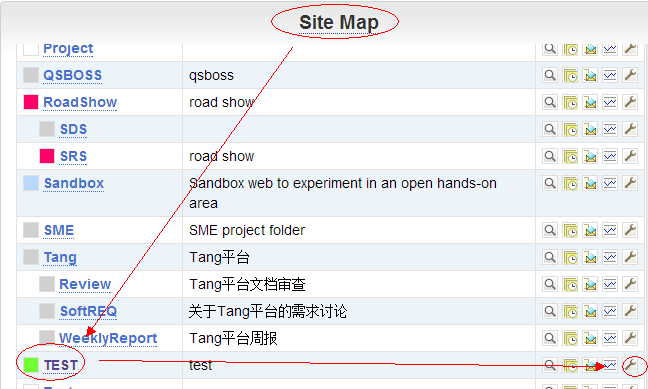 Site Map
Project
QSBOSS qsboss
RoadShow road show
SDS
SRS road show
Sandbox Sandbox web to experiment in an open hands-on
area
SME SME project folder
Tang Tang平台
Review Tang平台文档审查
SoftREQ 关于Tang平台的需求讨论
WeeklyReport Tang平台周报
TEST test